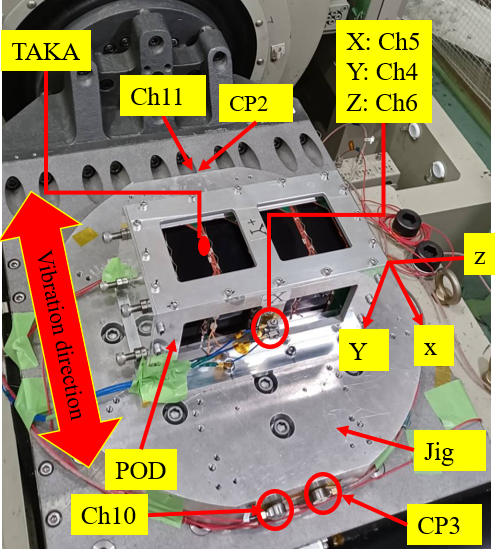 TAKA
X: Ch5
Y: Ch4
Z: Ch6
Ch11
CP2
Vibration direction
z
Y
x
POD
Jig
Ch10
CP3